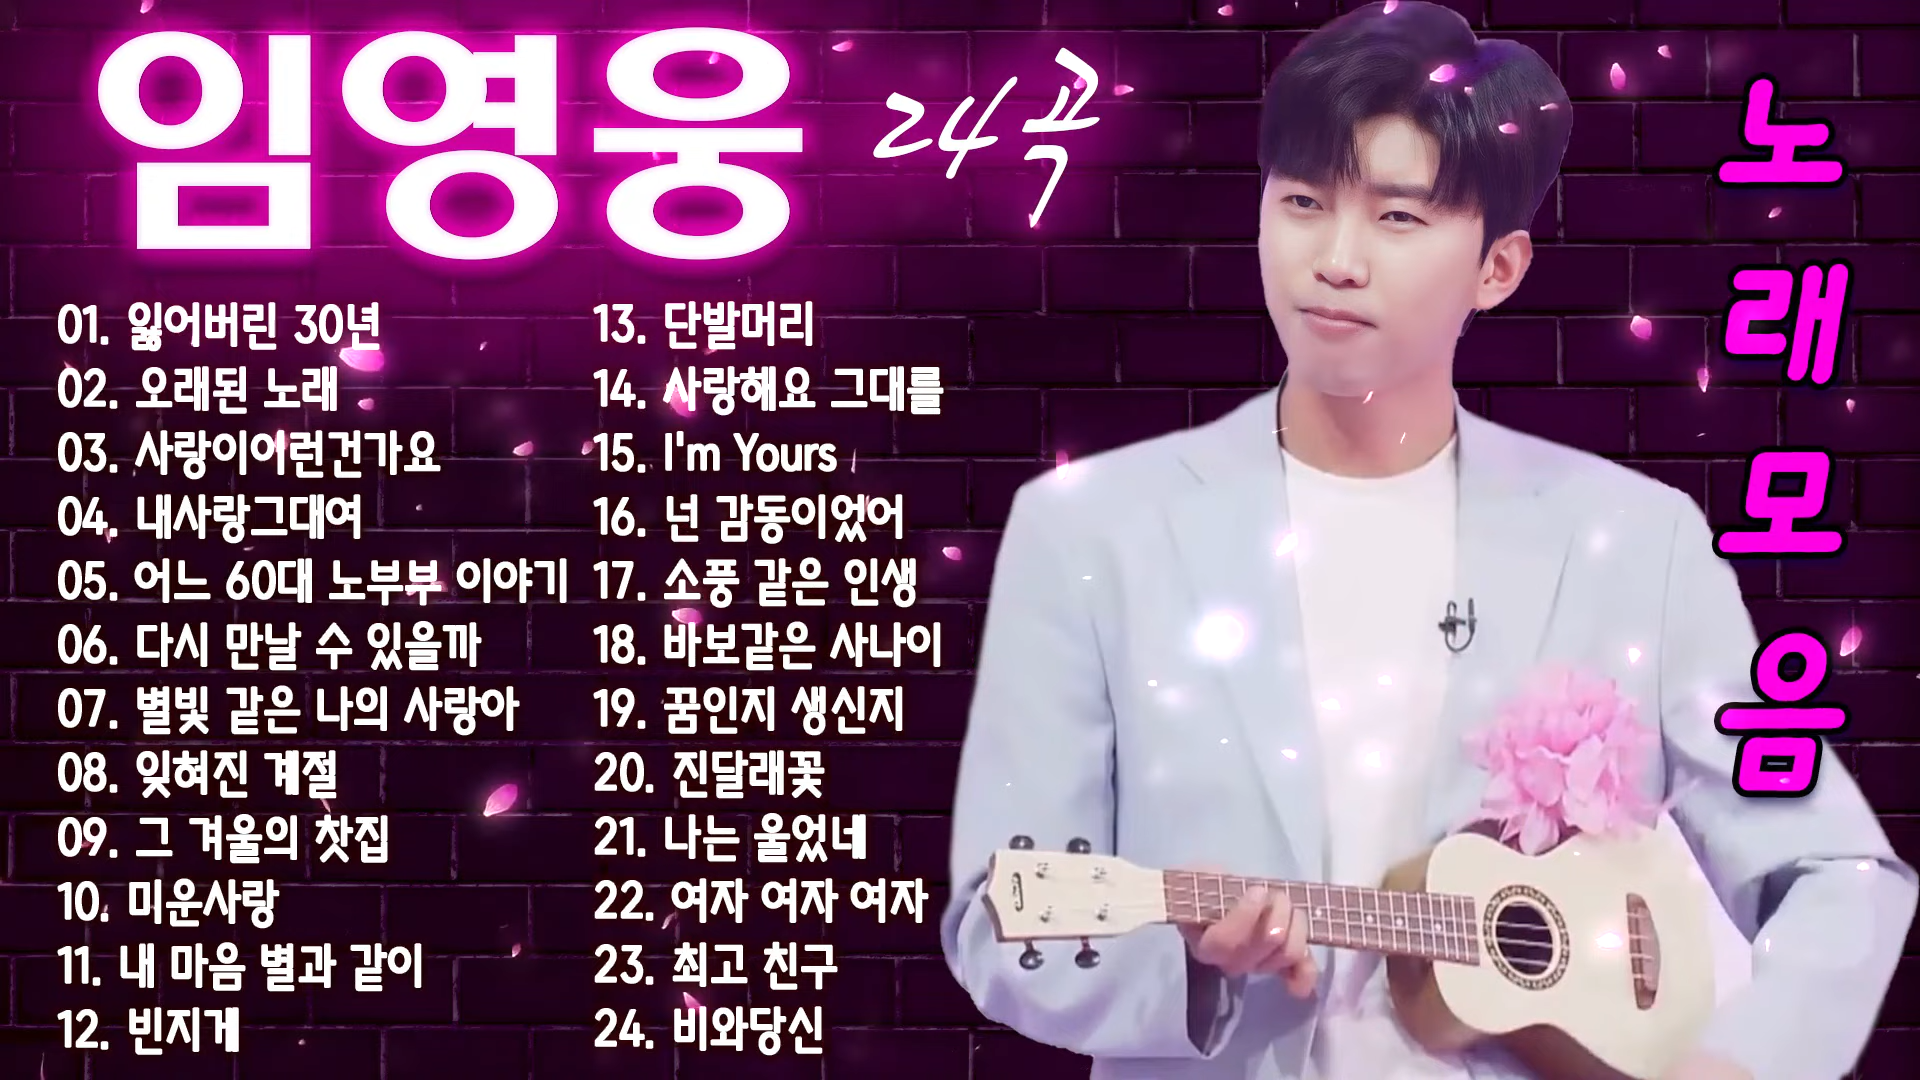 임영웅 24곡
01. 잃어버린 30년
02. 오래된 노래
03. 사랑이이런건가요
04. 내사랑그대여
05. 어느 60대 노부부 이야기
06. 다시 만날 수 있을까
07. 별빛 같은 나의 사랑아
08. 잊혀진 계절
09. 그 겨울의 찻집
10. 미운사랑
11. 내 마음 별과 같이
12. 빈지게
13. 단발머리
14. 사랑해요 그대를
15. I'm Yours
16. 넌 감동이었어
17. 소풍 같은 인생
18. 바보같은 사나이
19. 꿈인지 생신지
20. 진달래꽃
21. 나는 울었네
22. 여자 여자 여자
23. 최고 친구
24. 비와당신
노래모음